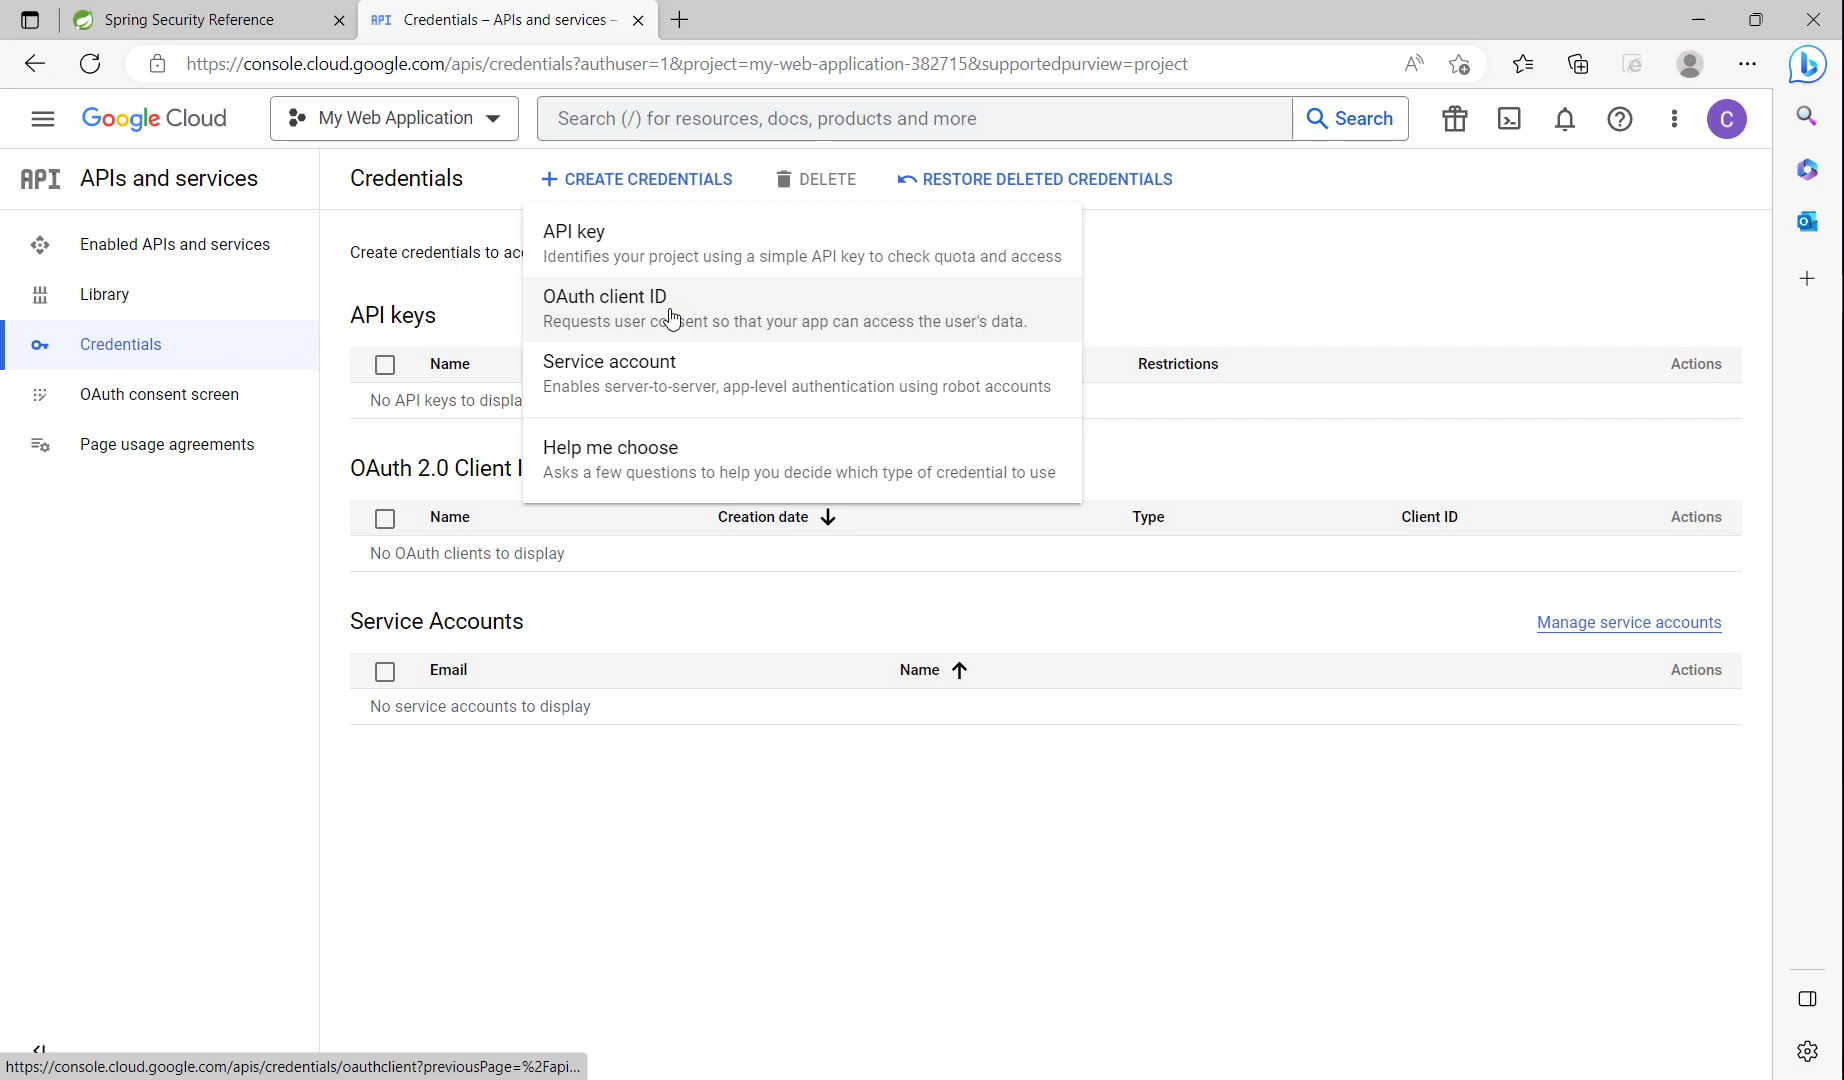 Spring Security Reference
API Credentials – APIs and services –
https://console.cloud.google.com/apis/credentials?authuser=1&project=my-web-application-382715&supportedpurview=project
Google Cloud
My Web Application
Search (/) for resources, docs, products and more
Search
C
API APIs and services
Credentials
CREATE CREDENTIALS
DELETE
RESTORE DELETED CREDENTIALS
Enabled APIs and services
Library
Credentials
OAuth consent screen
Page usage agreements
Create credentials to
API key
Identifies your project using a simple API key to check quota and access
OAuth client ID
Requests user consent so that your app can access the user's data.
Service account
Enables server-to-server, app-level authentication using robot accounts
Help me choose
Asks a few questions to help you decide which type of credential to use
API keys
Name Restrictions Actions
No API keys to displa
OAuth 2.0 Client I
Name Creation date Type Client ID Actions
No OAuth clients to display
Service Accounts
Manage service accounts
Email Name Actions
No service accounts to display
https://console.cloud.google.com/apis/credentials/oauthclient?previousPage=%2Fapi...